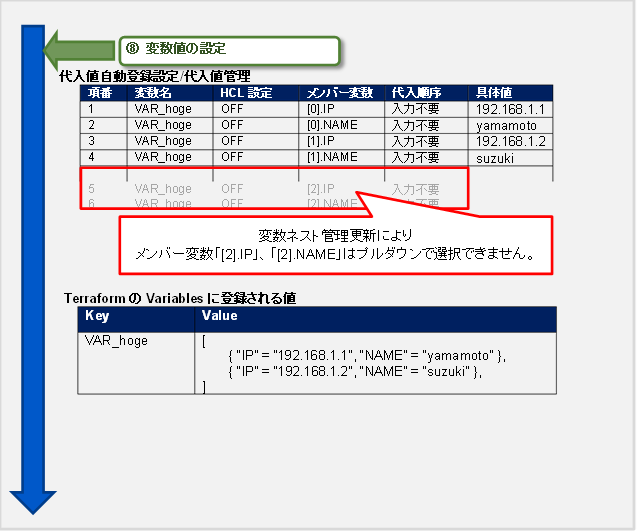 ⑧ 変数値の設定
代入値自動登録設定/代入値管理
項番 変数名 HCL 設定 メンバー変数 代入順序 具体値
1 VAR_hoge OFF [0].IP 入力不要 192.168.1.1
2 VAR_hoge OFF [0].NAME 入力不要 yamamoto
3 VAR_hoge OFF [1].IP 入力不要 192.168.1.2
4 VAR_hoge OFF [1].NAME 入力不要 suzuki
5 VAR_hoge OFF [2].IP 入力不要
6 VAR_hoge OFF [2].NAME 入力不要
変数ネスト管理更新により
メンバー変数「[2].IP」、「[2].NAME」はプルダウンで選択できません。
Terraform の Variables に登録される値
Key Value
VAR_hoge [
{ "IP" = "192.168.1.1", "NAME" = "yamamoto" },
{ "IP" = "192.168.1.2", "NAME" = "suzuki" },
]